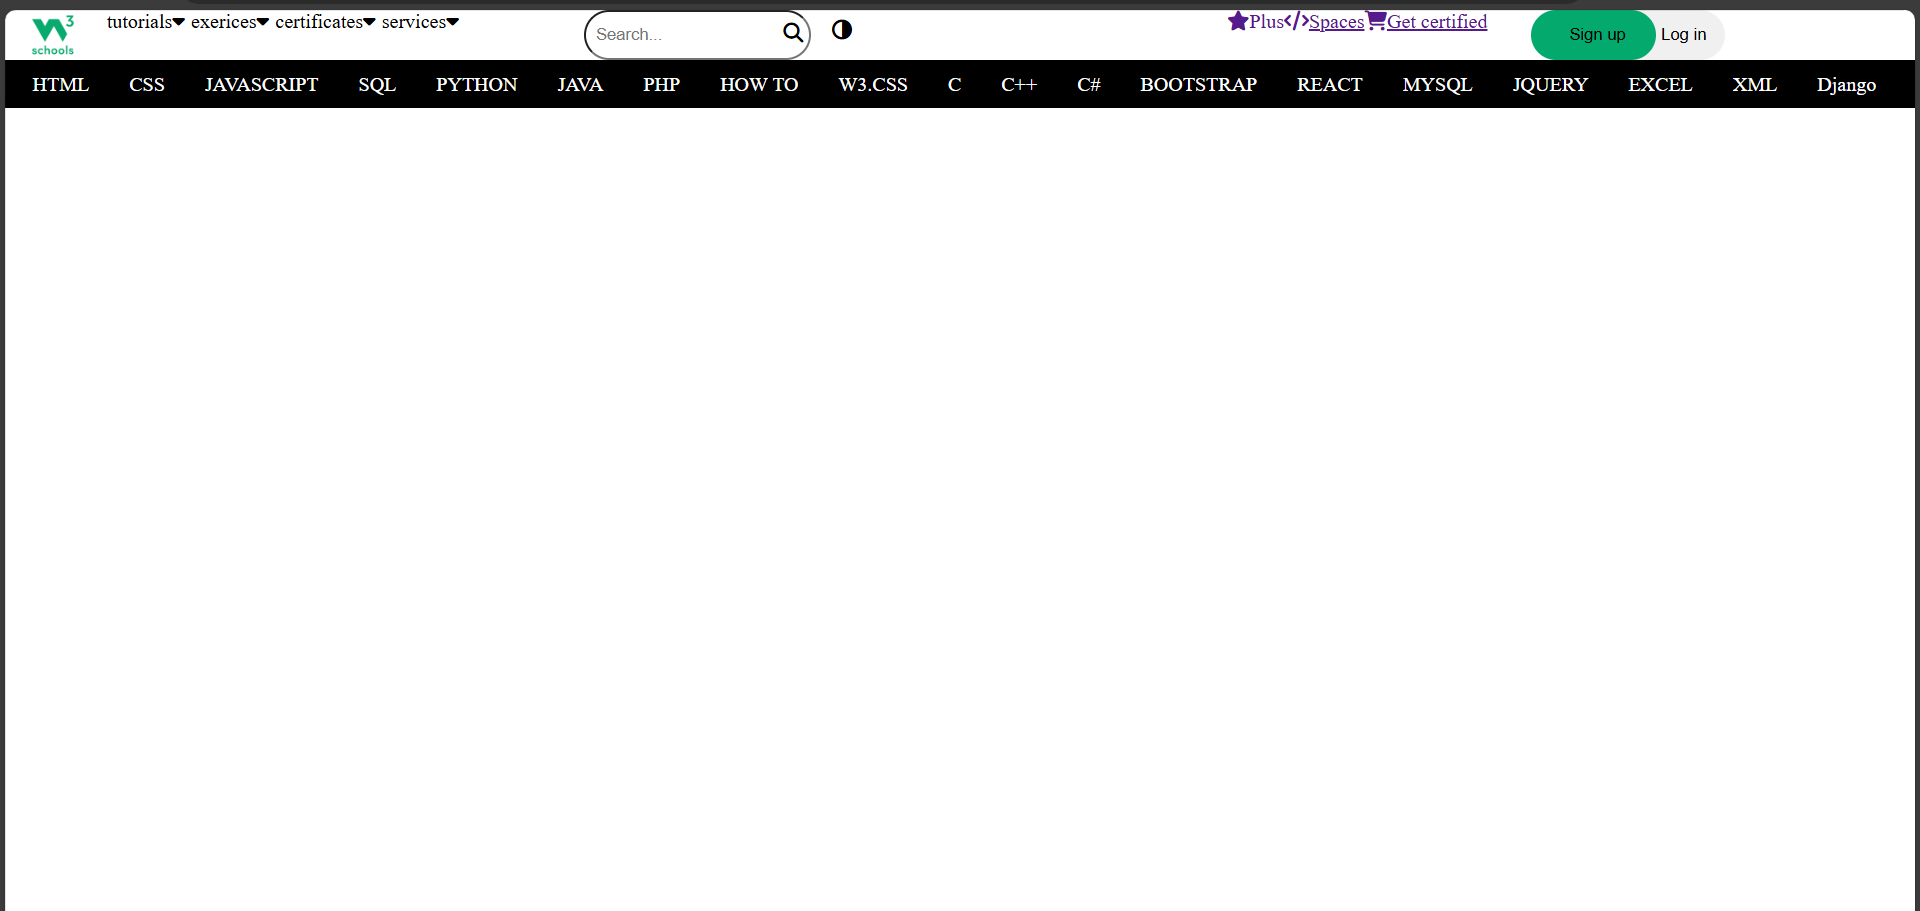 W3 schools tutorials exerices certificates services Search... Plus Spaces Get certified Sign up Log in
HTML CSS JAVASCRIPT SQL PYTHON JAVA PHP HOW TO W3.CSS C C++ C# BOOTSTRAP REACT MYSQL JQUERY EXCEL XML Django